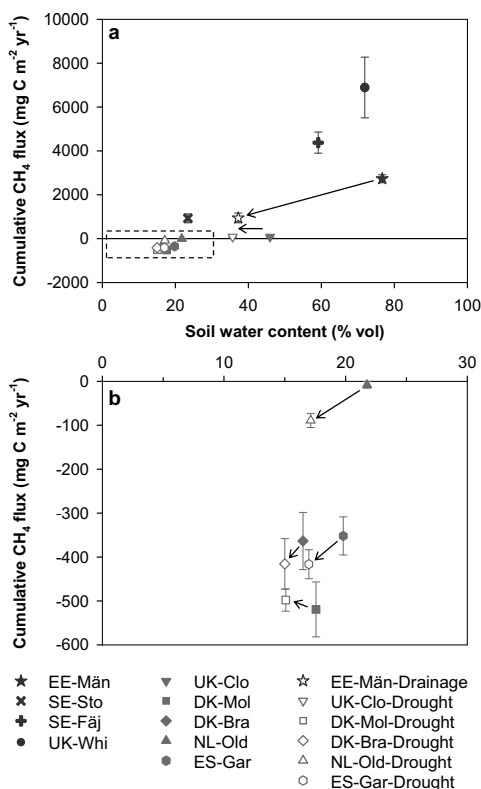 10000
8000
6000
4000
2000
0
-2000
a
Cumulative CH4 flux (mg C m-2 yr-1)
0 20 40 60 80 100
Soil water content (% vol)
0 10 20 30
b
0
-100
-200
-300
-400
-500
-600
Cumulative CH4 flux (mg C m-2 yr-1)
EE-Män UK-Clo EE-Män-Drainage
SE-Sto DK-Mol UK-Clo-Drought
SE-Fäj DK-Bra DK-Mol-Drought
UK-Whi NL-Old DK-Bra-Drought
ES-Gar NL-Old-Drought
ES-Gar-Drought